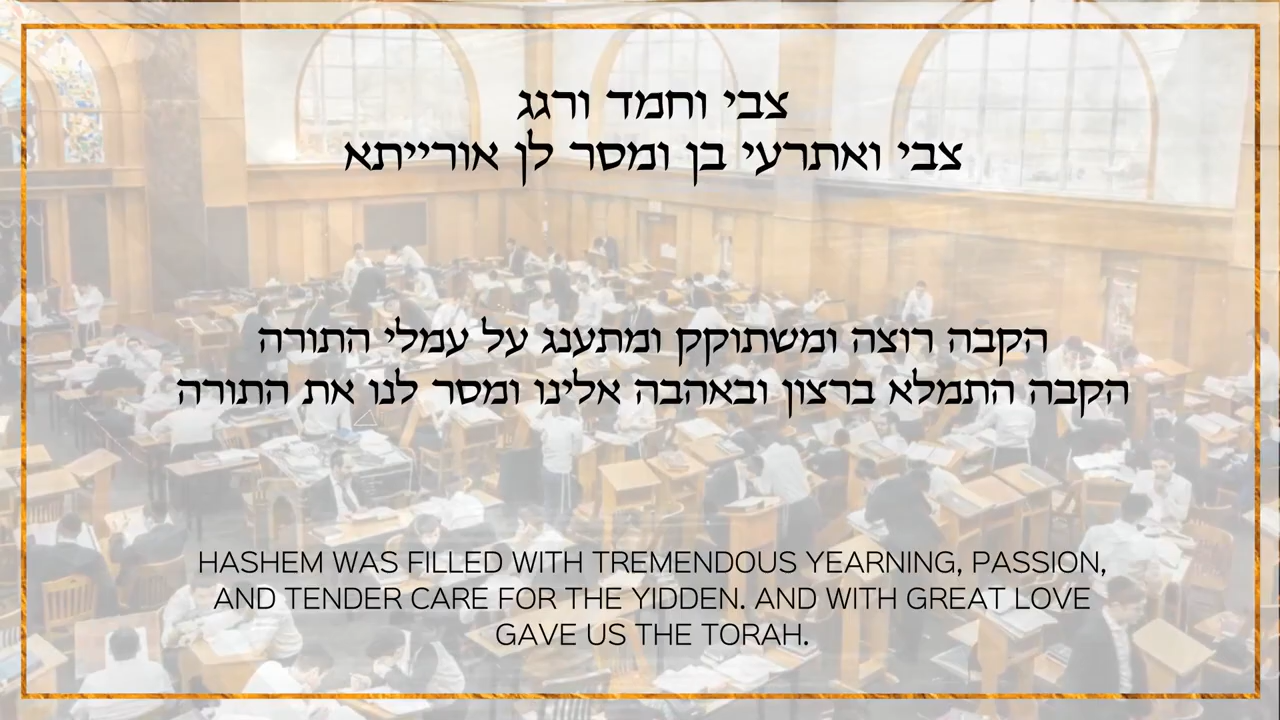 צבי וחמד ורגג
צבי ואתרעי בן ומסר לן אורייתא
הקבה רוצה ומשתוקק ומתענג על עמלי התורה
הקבה התמלא ברצון ובאהבה אלינו ומסר לנו את התורה
HASHEM WAS FILLED WITH TREMENDOUS YEARNING, PASSION,
AND TENDER CARE FOR THE YIDDEN. AND WITH GREAT LOVE
GAVE US THE TORAH.